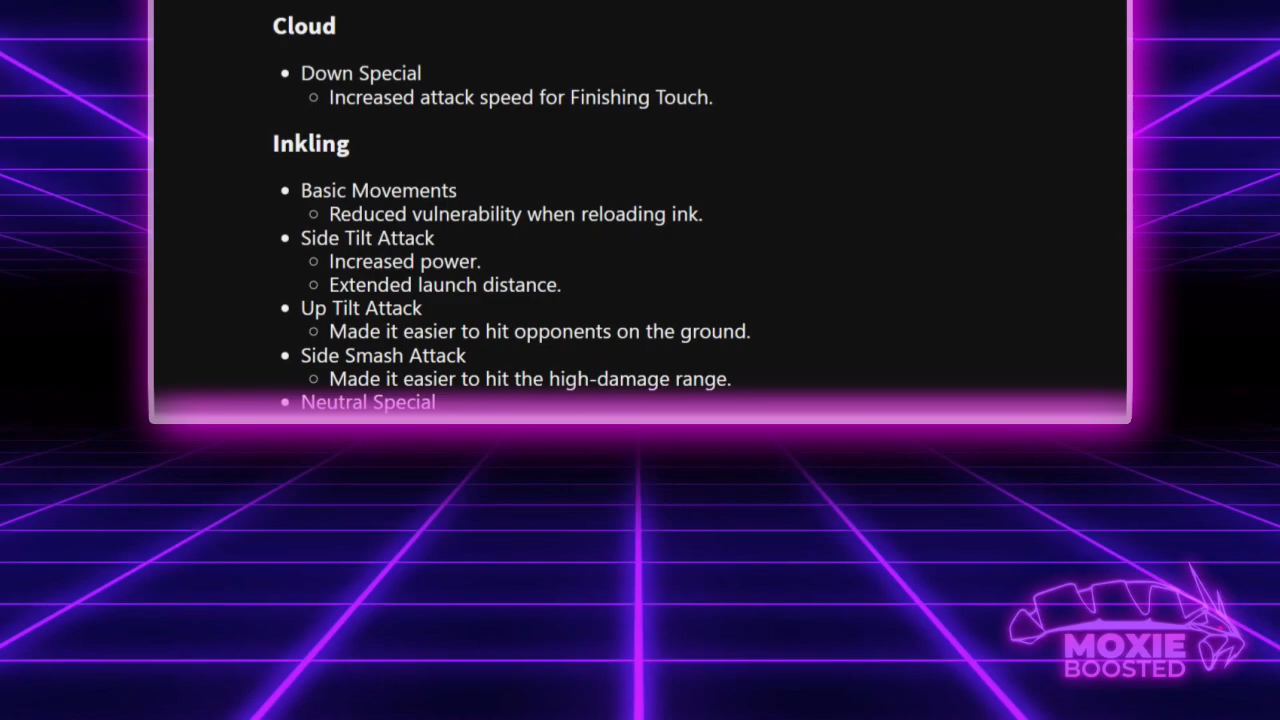 Cloud
• Down Special
○ Increased attack speed for Finishing Touch.
Inkling
• Basic Movements
○ Reduced vulnerability when reloading ink.
• Side Tilt Attack
○ Increased power.
○ Extended launch distance.
• Up Tilt Attack
○ Made it easier to hit opponents on the ground.
• Side Smash Attack
○ Made it easier to hit the high-damage range.
• Neutral Special
MOXIE
BOOSTED